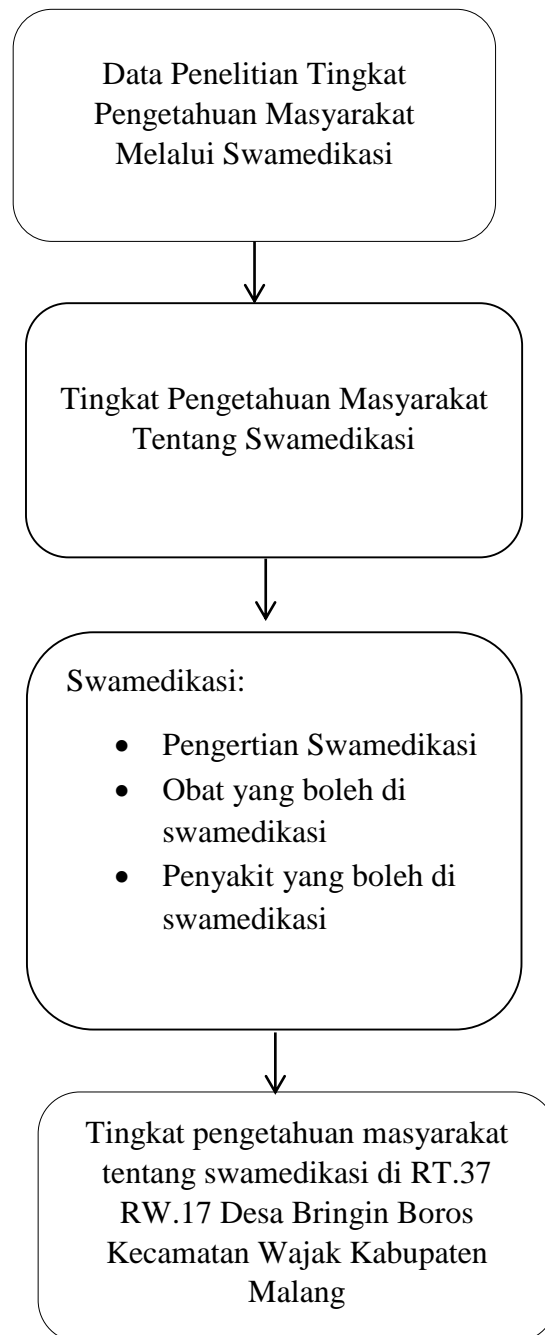 Data Penelitian Tingkat
Pengetahuan Masyarakat
Melalui Swamedikasi
Tingkat Pengetahuan Masyarakat
Tentang Swamedikasi
Swamedikasi:
• Pengertian Swamedikasi
• Obat yang boleh di
swamedikasi
• Penyakit yang boleh di
swamedikasi
Tingkat pengetahuan masyarakat
tentang swamedikasi di RT.37
RW.17 Desa Bringin Boros
Kecamatan Wajak Kabupaten
Malang